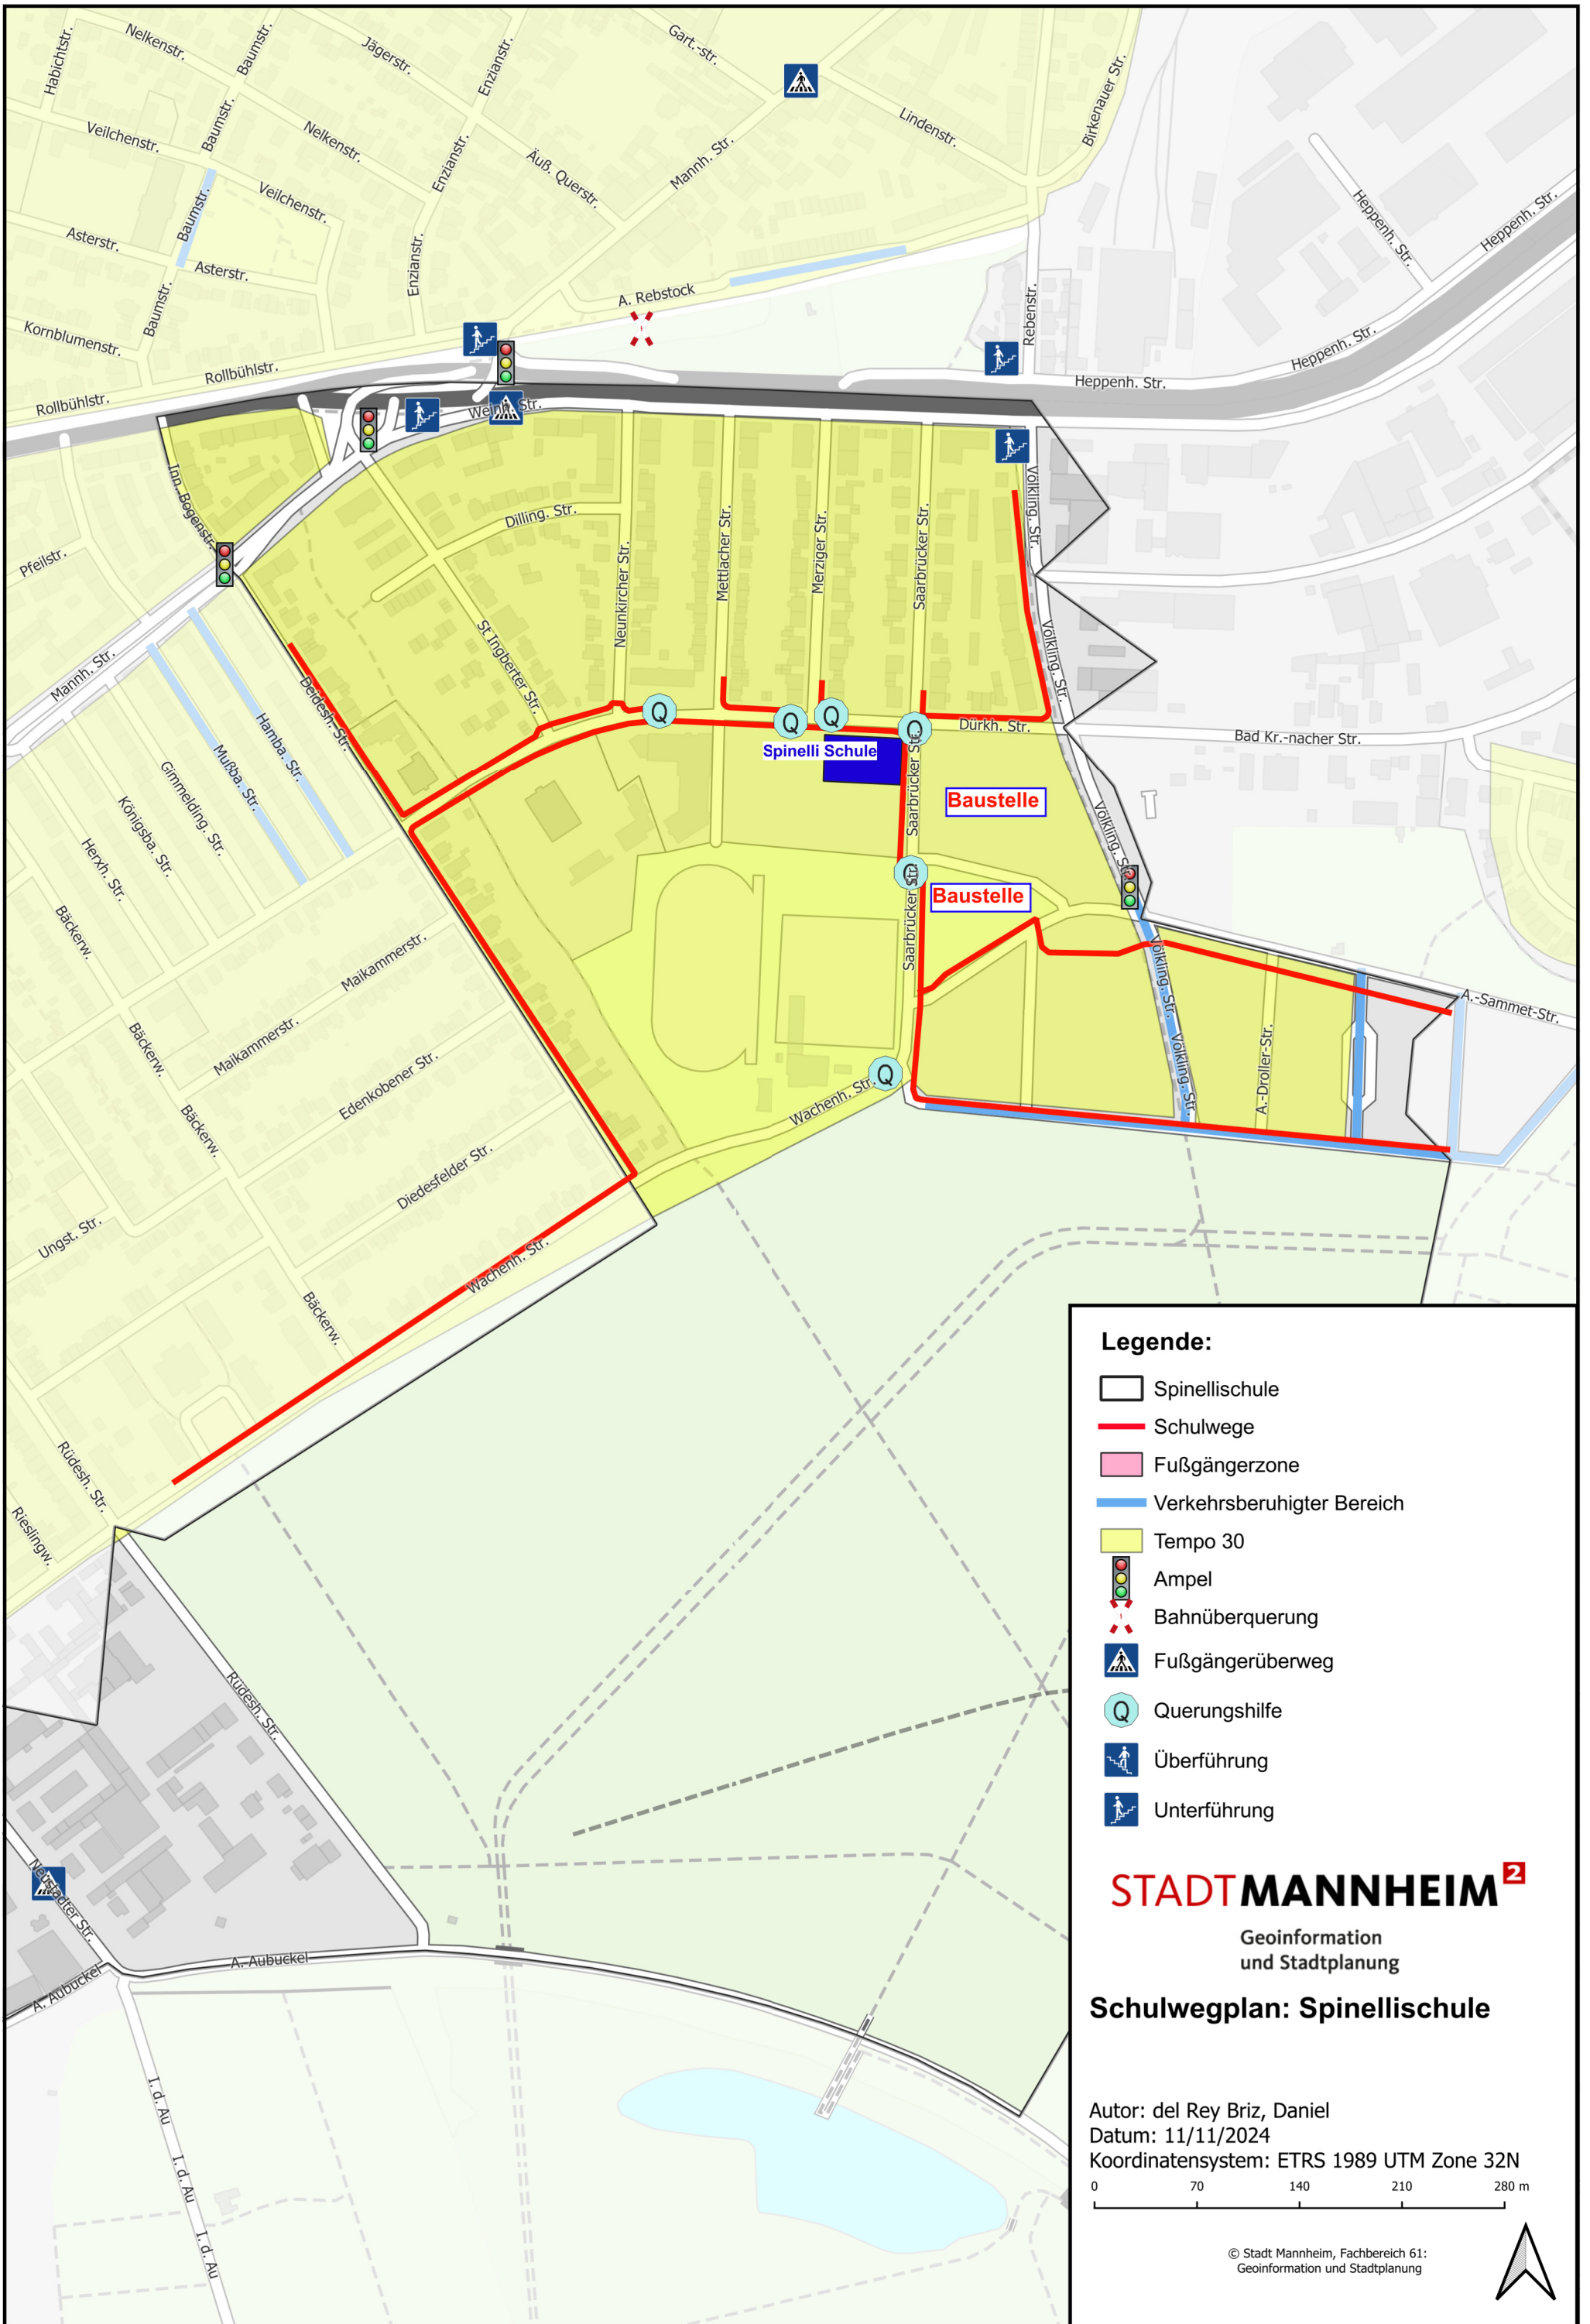 Habichtstr.
Nelkenstr.
Baumstr.
Jägerstr.
Enzianstr.
Gart.-str.
Birkenauer Str.
Veilchenstr.
Baumstr.
Nelkenstr.
Enzianstr.
Äuß. Querstr.
Mannh. Str.
Lindenstr.
Heppenh. Str.
Heppenh. Str.
Asterstr.
Baumstr.
Veilchenstr.
Asterstr.
Enzianstr.
A. Rebstock
Rebenstr.
Kornblumenstr.
Baumstr.
Rollbühlstr.
Rollbühlstr.
Heppenh. Str.
Heppenh. Str.
Weinh. Str.
Inn. Bogenstr.
Pfeilstr.
Dilling. Str.
Neunkircher Str.
Mettlacher Str.
Merziger Str.
Saarbrücker Str.
Völkling. Str.
Völkling. Str.
St Ingberter Str.
Mannh. Str.
Deidesh. Str.
Hamba. Str.
Mußba. Str.
Gimmelding. Str.
Königsba. Str.
Herxh. Str.
Q
Q
Q
Q
Dürkh. Str.
Bad Kr.-nacher Str.
Spinelli Schule
Saarbrücker Str.
Baustelle
Völkling. Str.
Q
Baustelle
Saarbrücker Str.
Bäckerw.
Maikammerstr.
Maikammerstr.
Bäckerw.
Edenkobener Str.
Bäckerw.
Diedesfelder Str.
Ungst. Str.
Bäckerw.
Wachenh. Str.
Q
Wachenh. Str.
Völkling. Str.
Völkling. Str.
A.-Droller-Str.
A.-Sammet-Str.
Rüdesh. Str.
Rieslingw.
Rüdesh. Str.
Neustadter Str.
A. Aubuckel
A. Aubuckel
I. d. Au
I. d. Au
I. d. Au
Legende:
Spinellischule
Schulwege
Fußgängerzone
Verkehrsberuhigter Bereich
Tempo 30
Ampel
Bahnüberquerung
Fußgängerüberweg
Q Querungshilfe
Überführung
Unterführung
STADTMANNHEIM²
Geoinformation
und Stadtplanung
Schulwegplan: Spinellischule
Autor: del Rey Briz, Daniel
Datum: 11/11/2024
Koordinatensystem: ETRS 1989 UTM Zone 32N
0 70 140 210 280 m
© Stadt Mannheim, Fachbereich 61:
Geoinformation und Stadtplanung